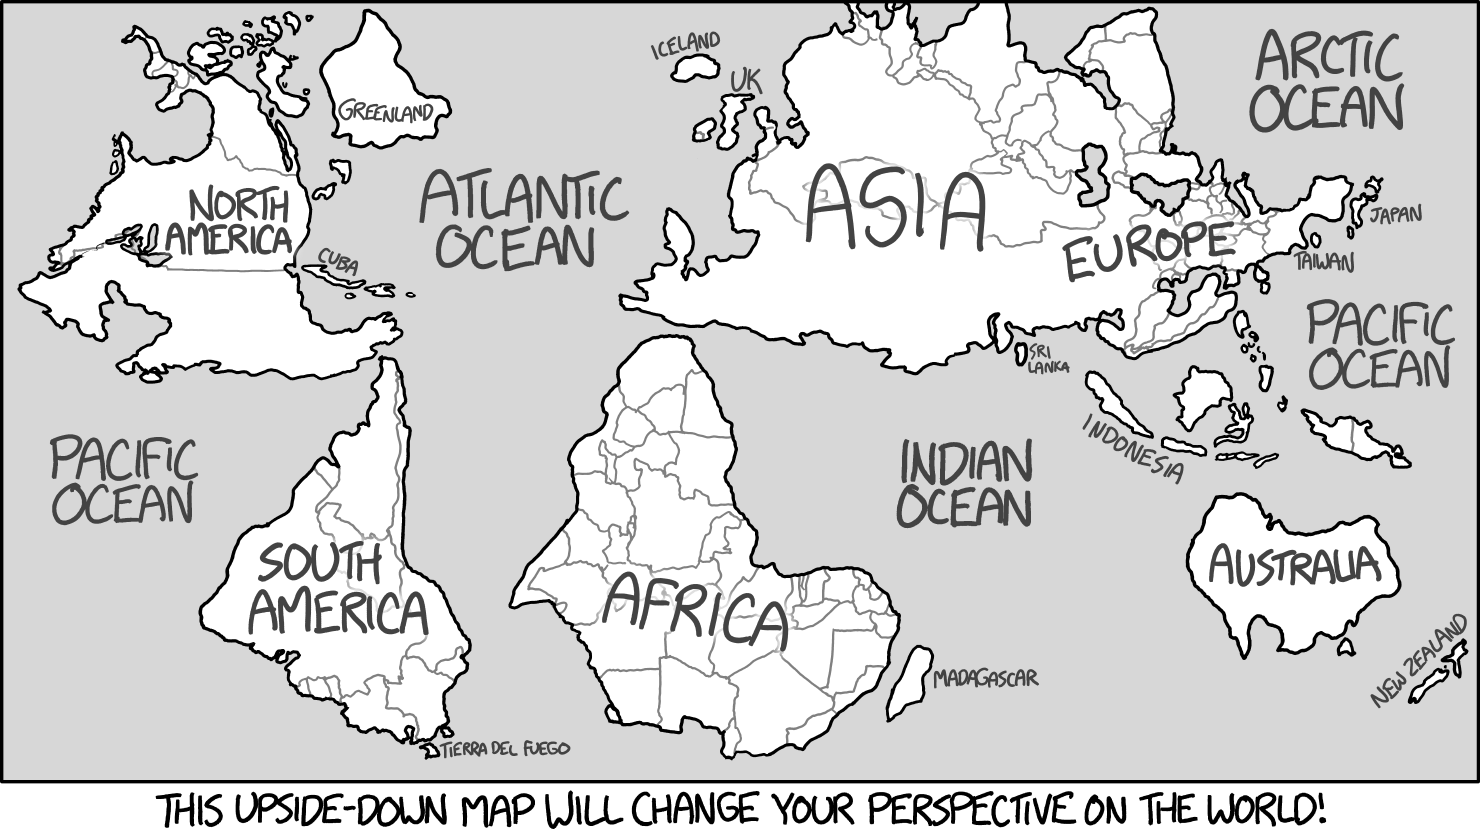 ARCTIC
OCEAN
ICELAND
UK
GREENLAND
NORTH
AMERICA
ATLANTIC
OCEAN
ASIA
EUROPE
JAPAN
TAIWAN
CUBA
PACIFIC
OCEAN
SRI
LANKA
INDONESIA
PACIFIC
OCEAN
INDIAN
OCEAN
SOUTH
AMERICA
AFRICA
AUSTRALIA
MADAGASCAR
NEW ZEALAND
TIERRA DEL FUEGO
THIS UPSIDE-DOWN MAP WILL CHANGE YOUR PERSPECTIVE ON THE WORLD!